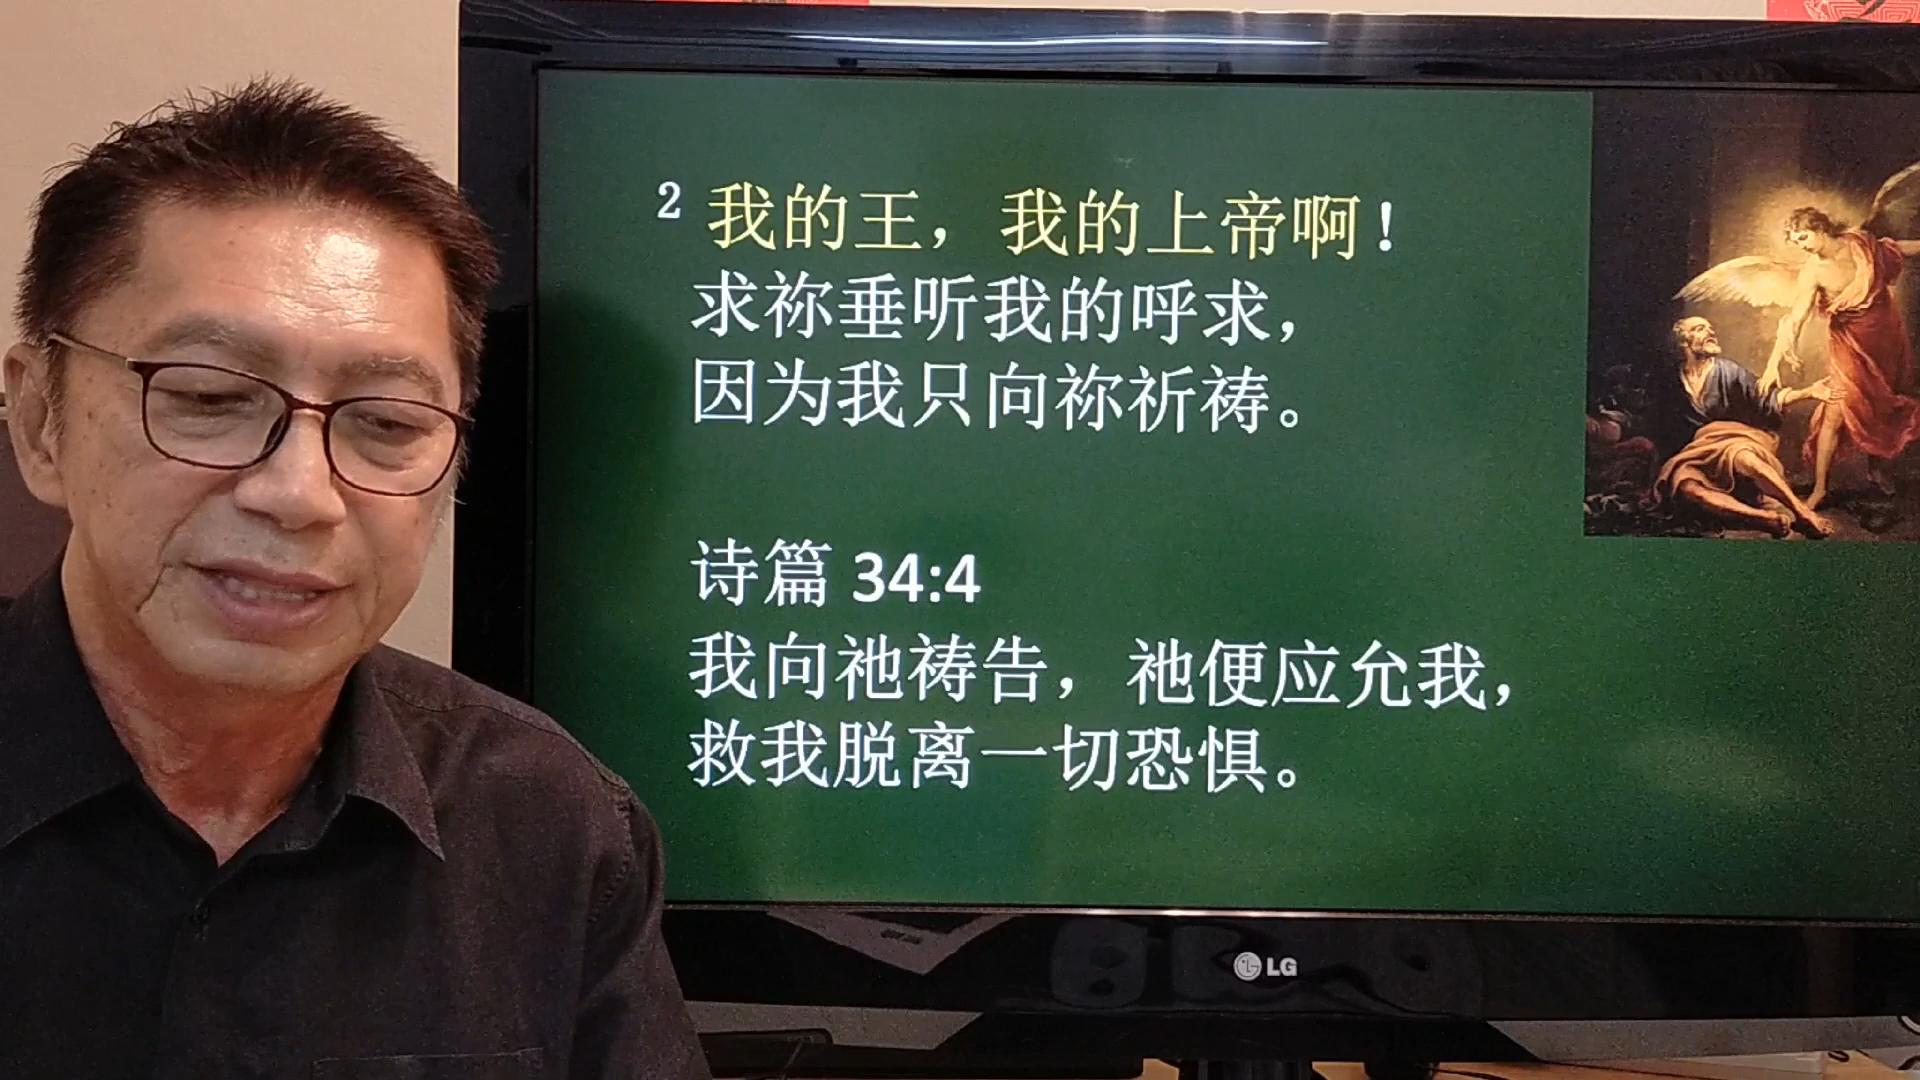 2 我的王，我的上帝啊！
求祢垂听我的呼求，
因为我只向祢祈祷。
诗篇 34:4
我向祂祷告，祂便应允我，
救我脱离一切恐惧。
LG